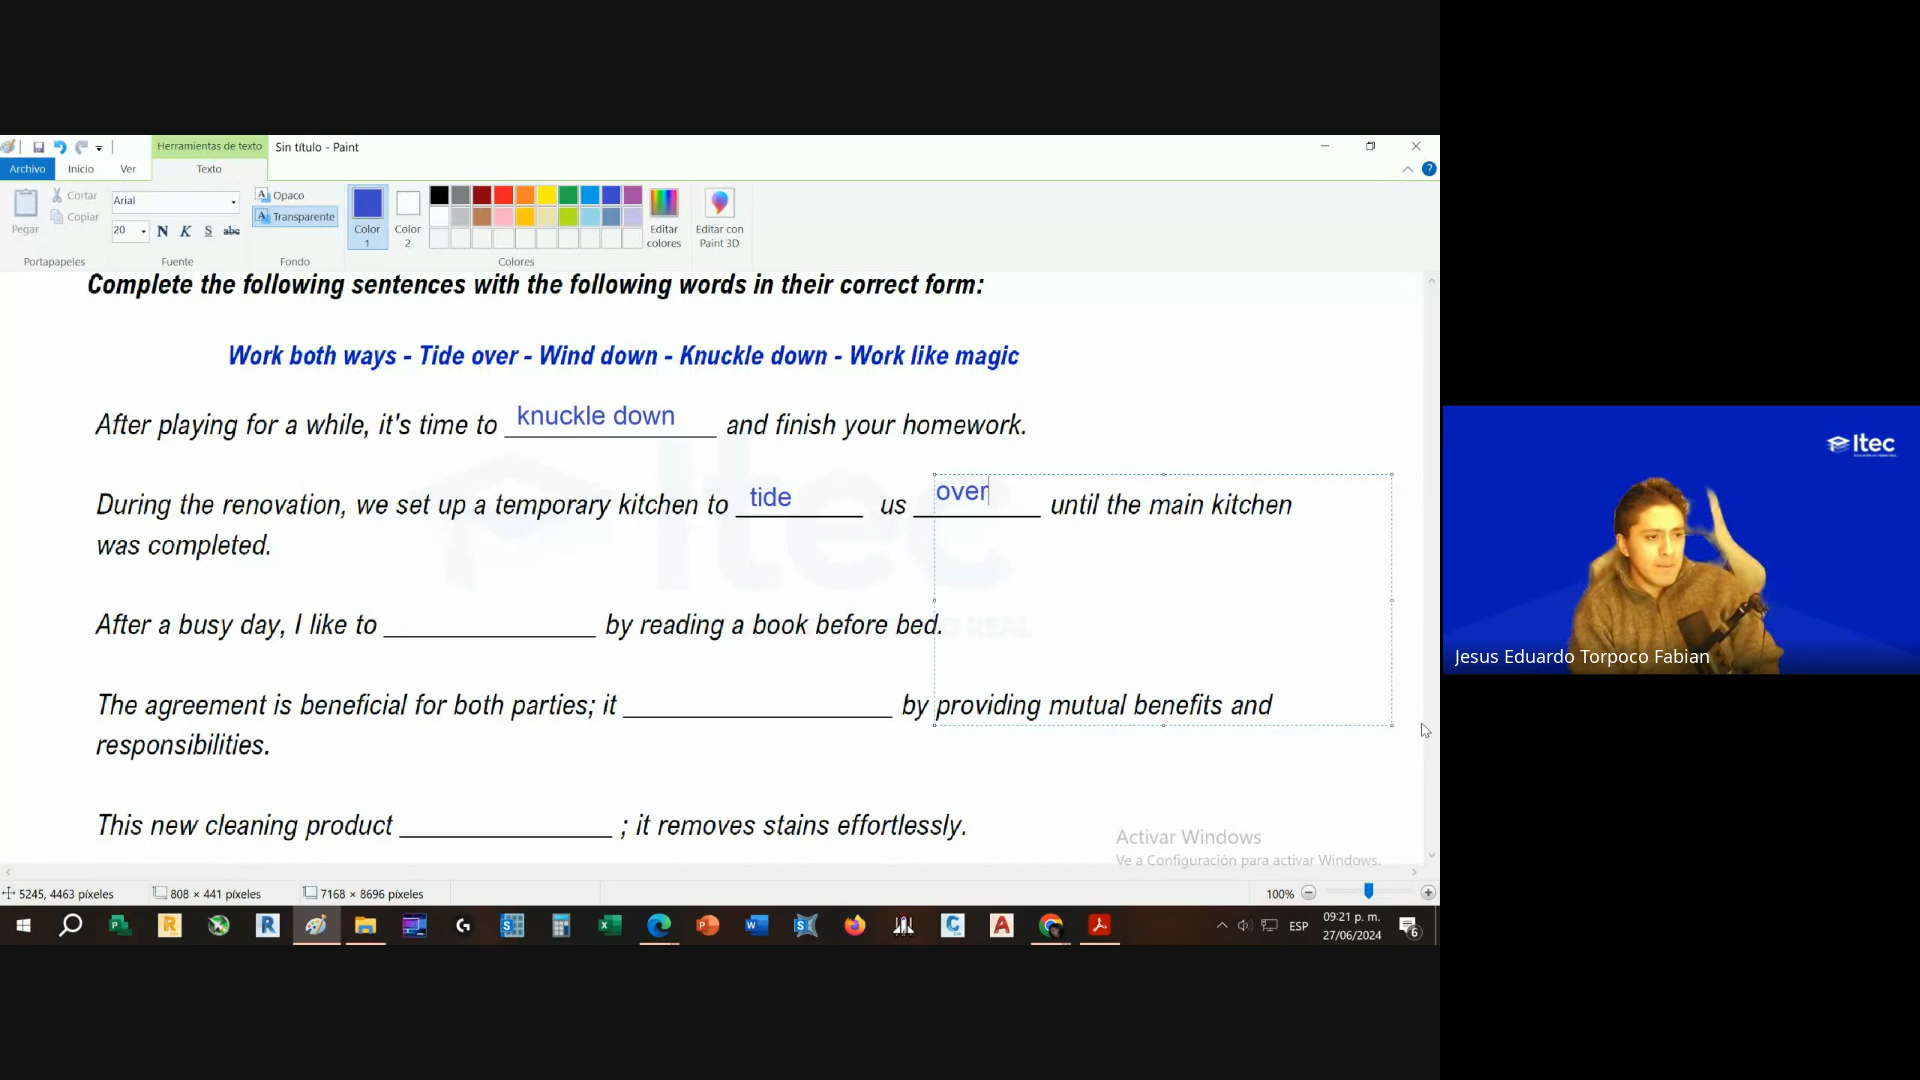 Herramientas de texto
Sin título - Paint
Archivo
Inicio
Ver
Texto
Pegar
Cortar
Copiar
Portapapeles
Arial
20
N K S abc
Fuente
Opaco
Transparente
Fondo
Color 1
Color 2
Editar colores
Colores
Editar con Paint 3D
Complete the following sentences with the following words in their correct form:
Work both ways - Tide over - Wind down - Knuckle down - Work like magic
After playing for a while, it's time to knuckle down and finish your homework.
During the renovation, we set up a temporary kitchen to tide us over until the main kitchen
was completed.
After a busy day, I like to ______ by reading a book before bed.
The agreement is beneficial for both parties; it ______ by providing mutual benefits and
responsibilities.
This new cleaning product ______ ; it removes stains effortlessly.
Itec
REAL
Activar Windows
Ve a Configuración para activar Windows.
5245, 4463 píxeles
808 × 441 píxeles
7168 × 8696 píxeles
100%
ESP
09:21 p. m.
27/06/2024
6
Itec
Jesus Eduardo Torpoco Fabian